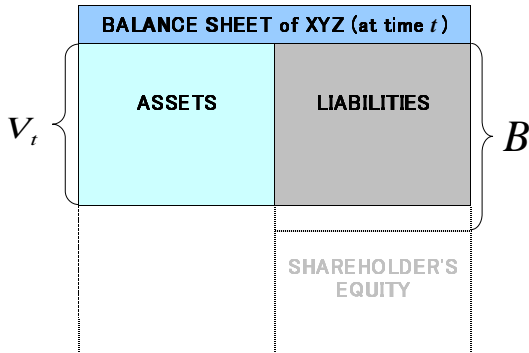 BALANCE SHEET of XYZ (at time t)
ASSETS
LIABILITIES
V_t
B
SHAREHOLDER'S
EQUITY